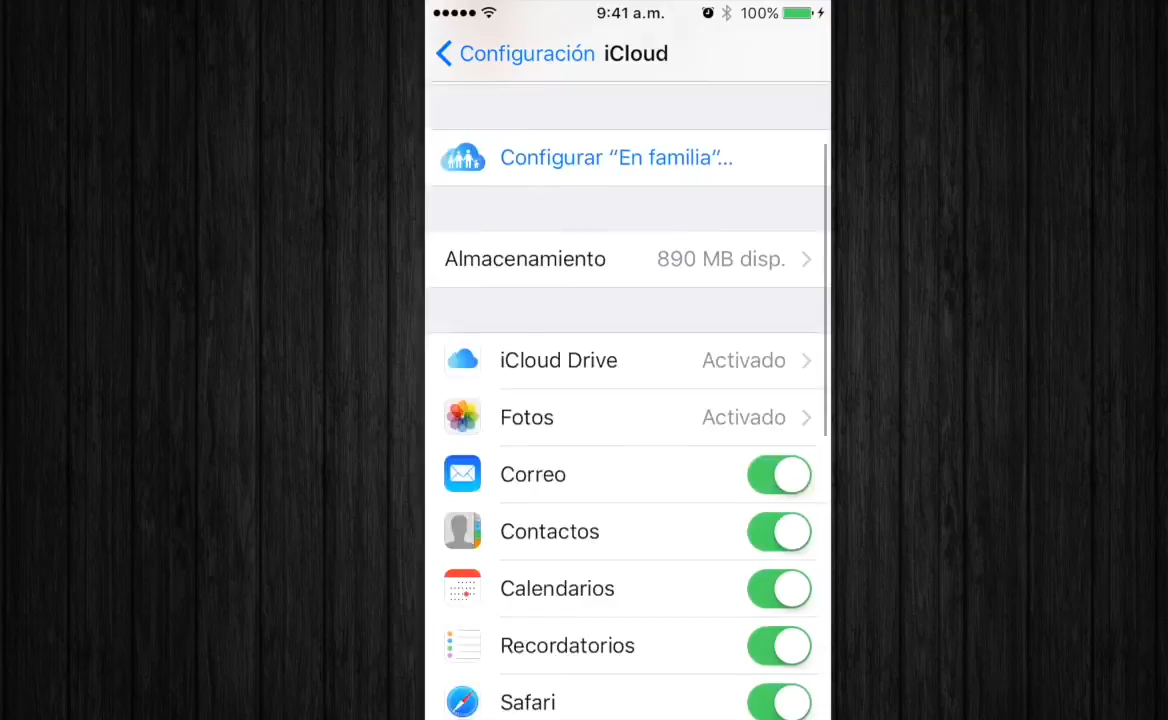 9:41 a.m.
100%
Configuración iCloud
Configurar “En familia”...
Almacenamiento 890 MB disp.
iCloud Drive Activado
Fotos Activado
Correo
Contactos
Calendarios
Recordatorios
Safari